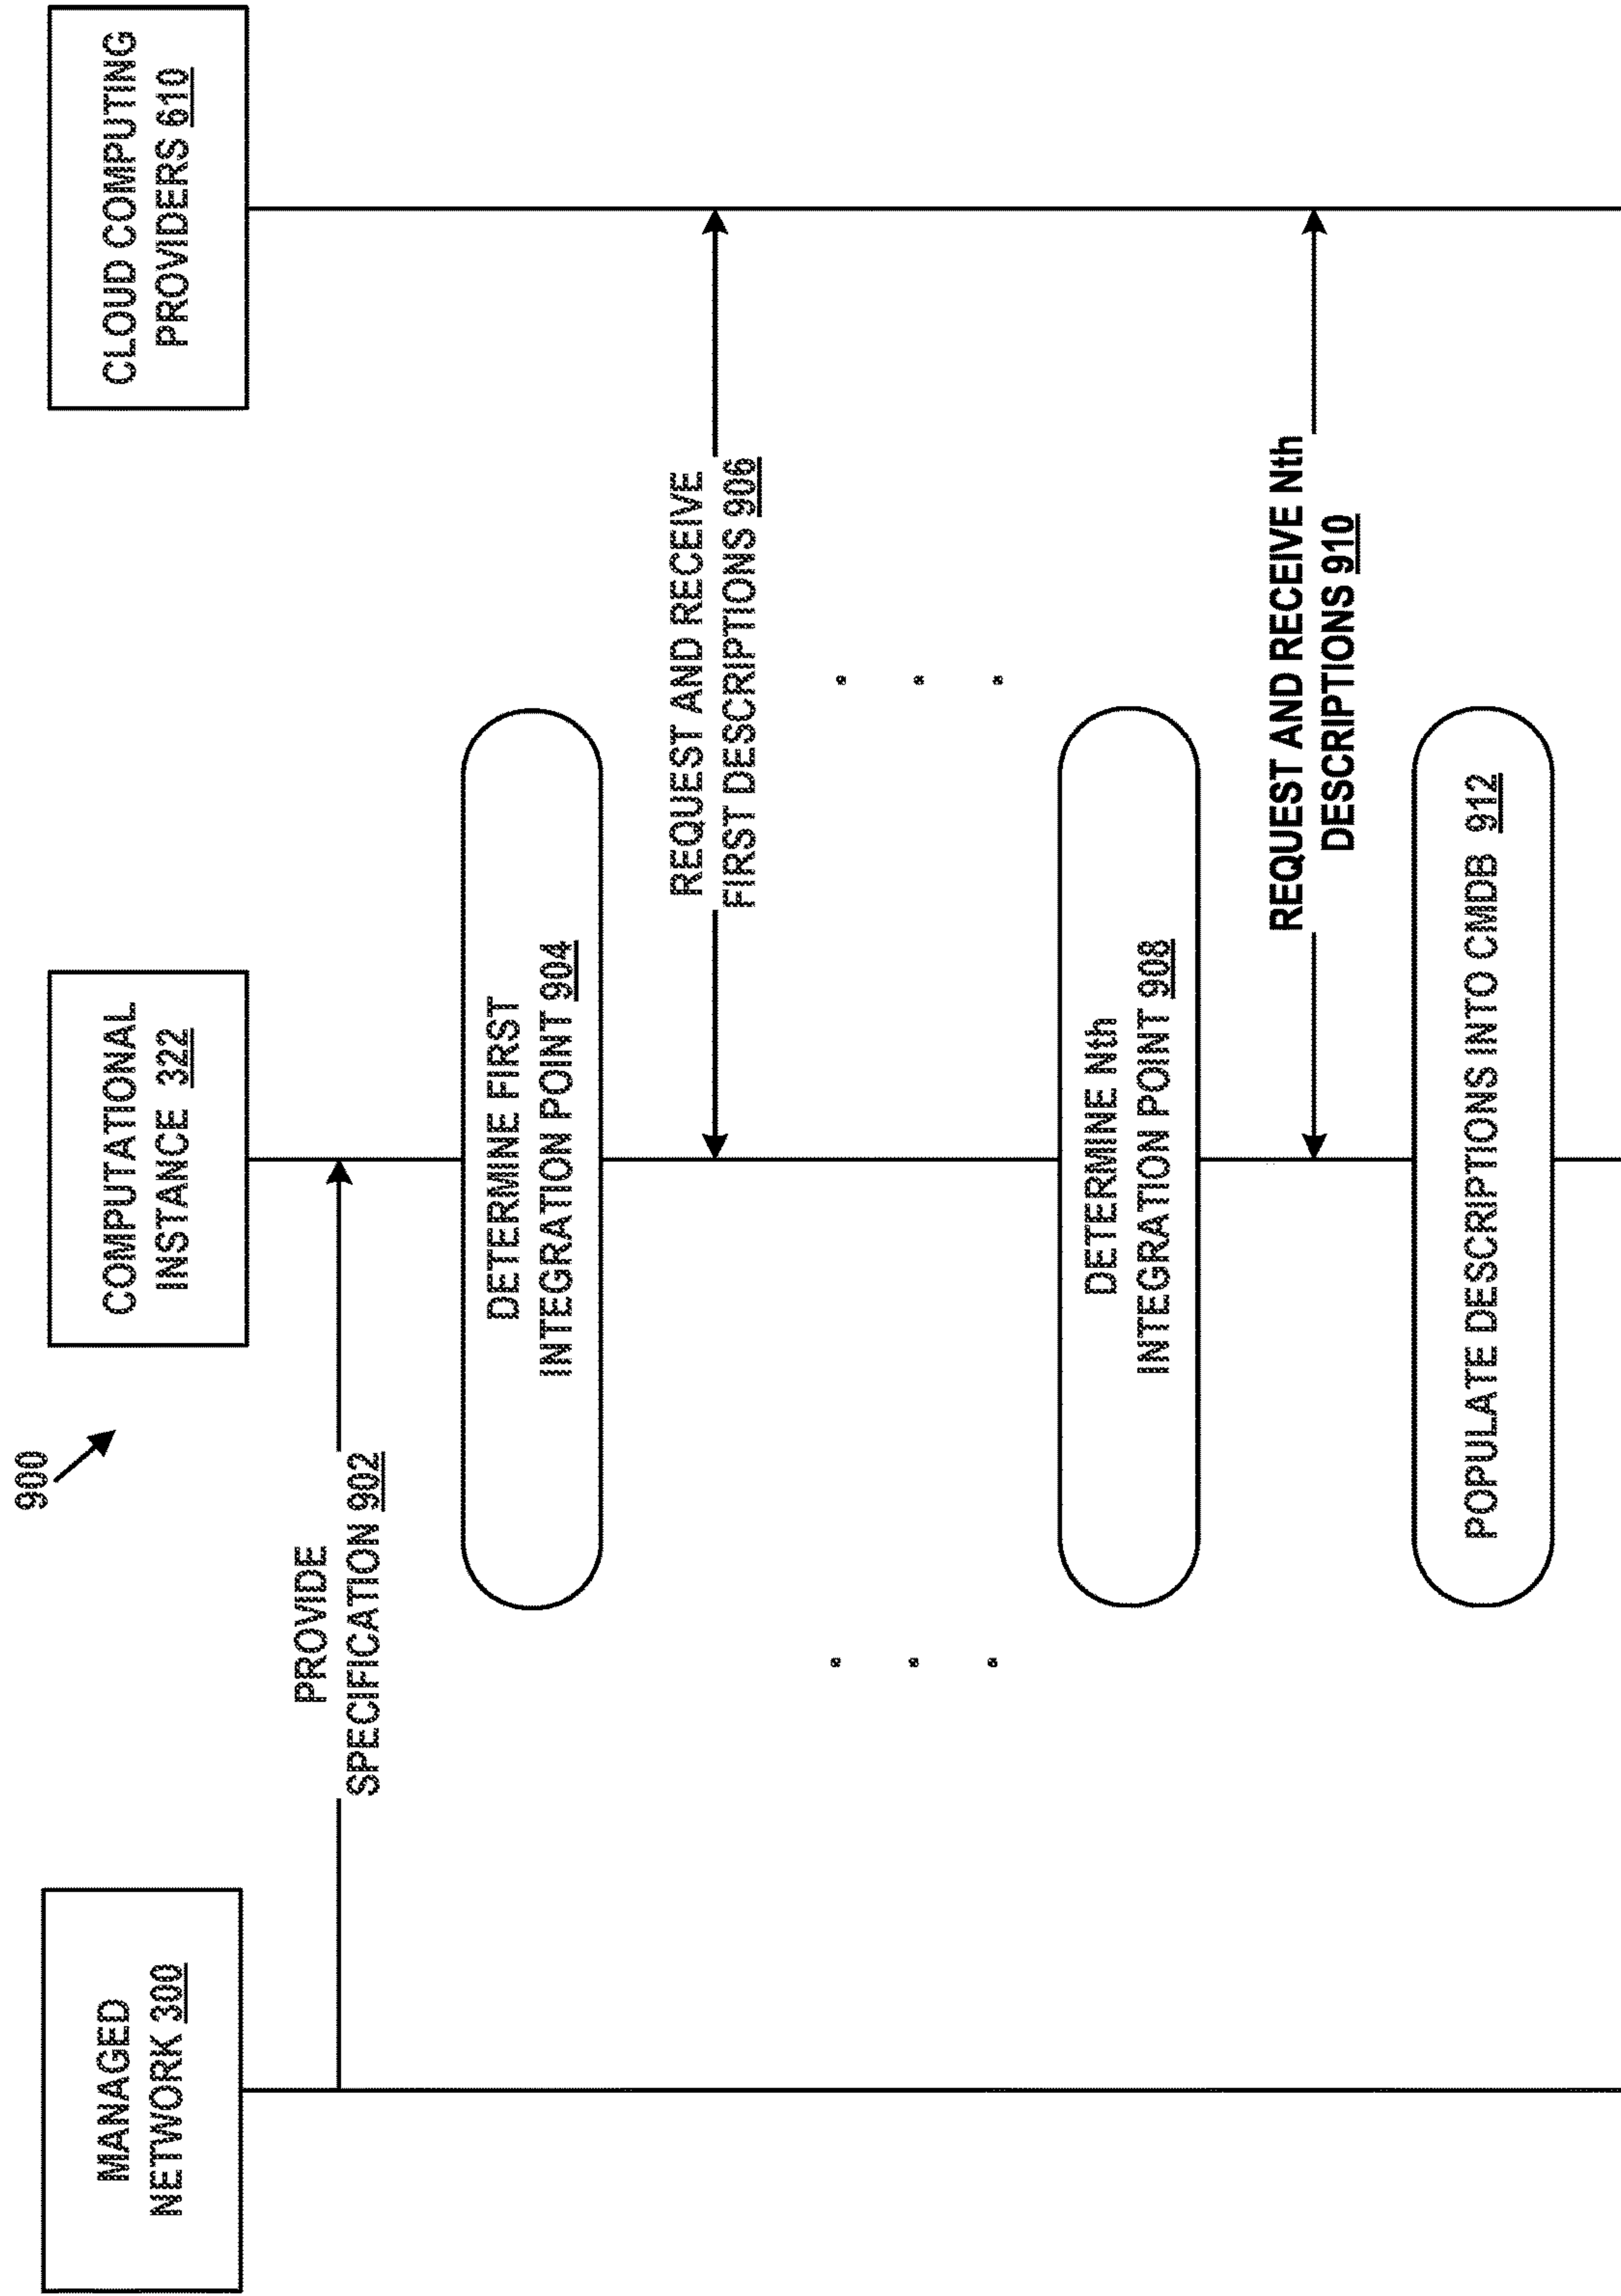 900
MANAGED
NETWORK 300
COMPUTATIONAL
INSTANCE 322
CLOUD COMPUTING
PROVIDERS 610
PROVIDE
SPECIFICATION 902
DETERMINE FIRST
INTEGRATION POINT 904
REQUEST AND RECEIVE
FIRST DESCRIPTIONS 906
DETERMINE Nth
INTEGRATION POINT 908
REQUEST AND RECEIVE Nth
DESCRIPTIONS 910
POPULATE DESCRIPTIONS INTO CMDB 912